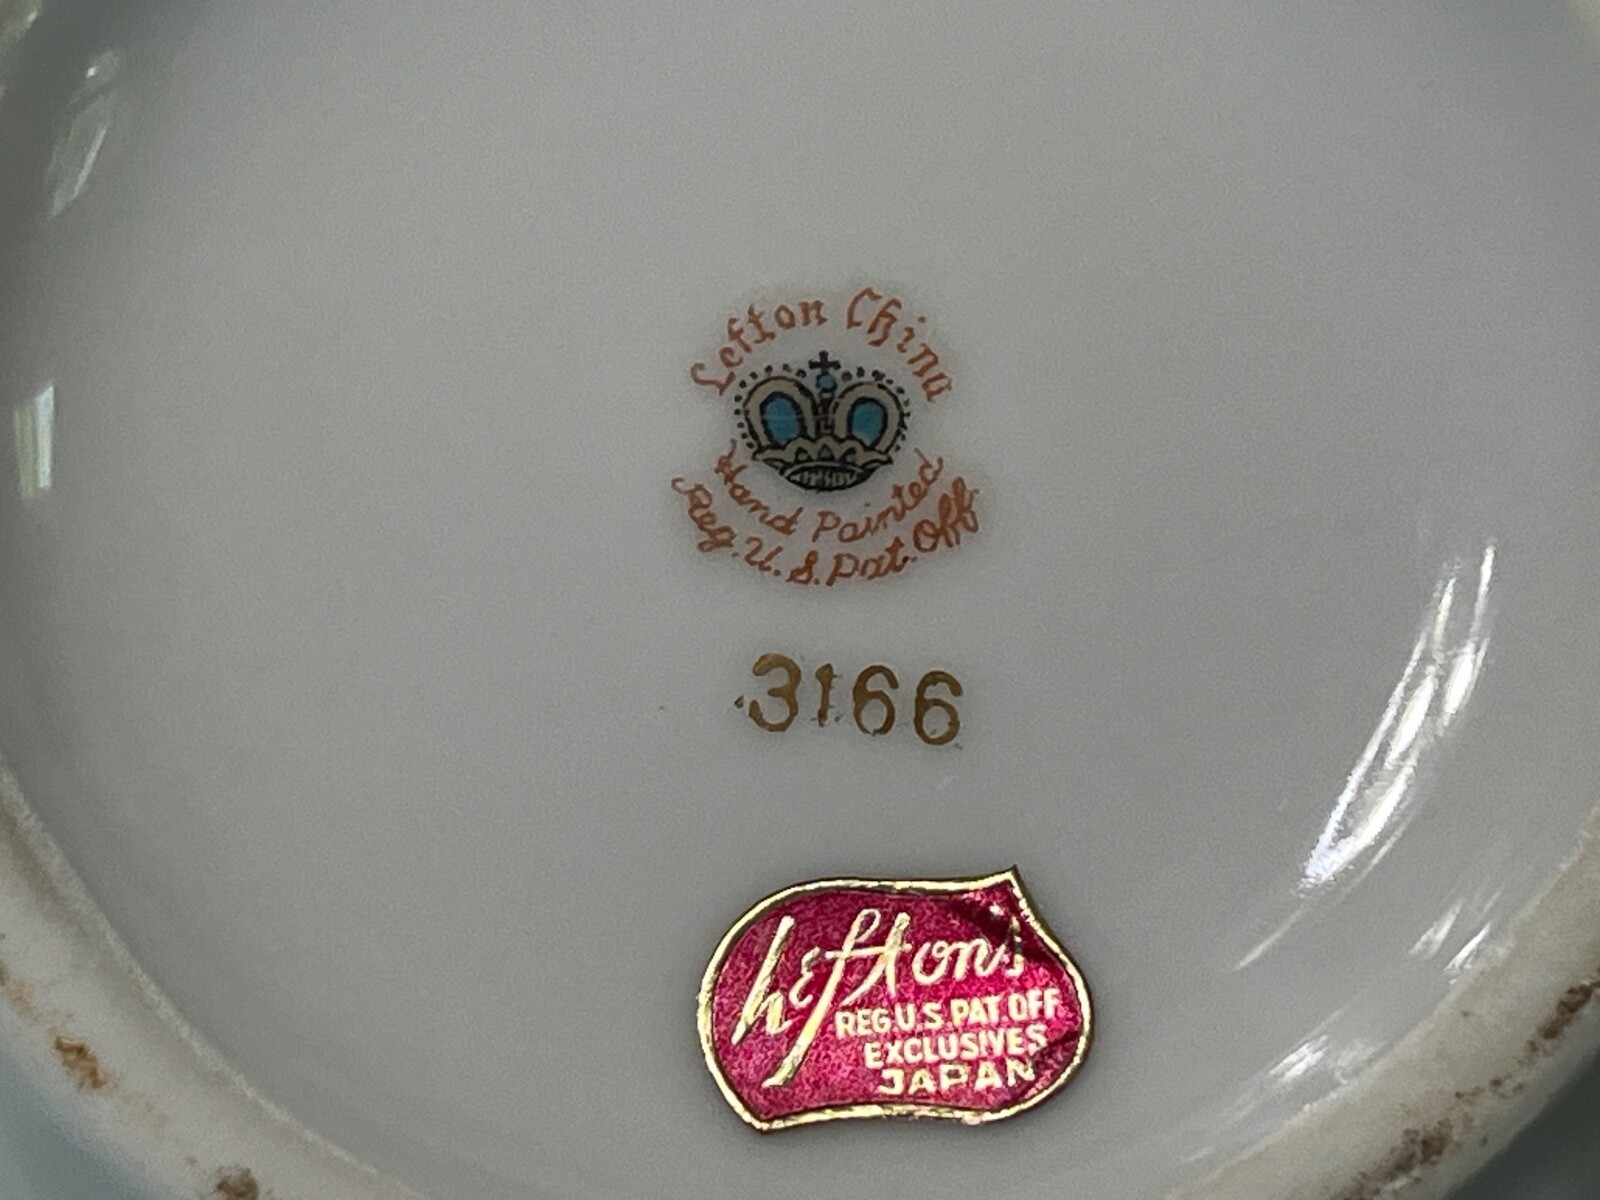 Lefton China
Hand Painted
Reg. U. S. Pat. Off.
3166
Lefton's
REG.U.S.PAT.OFF
EXCLUSIVES
JAPAN